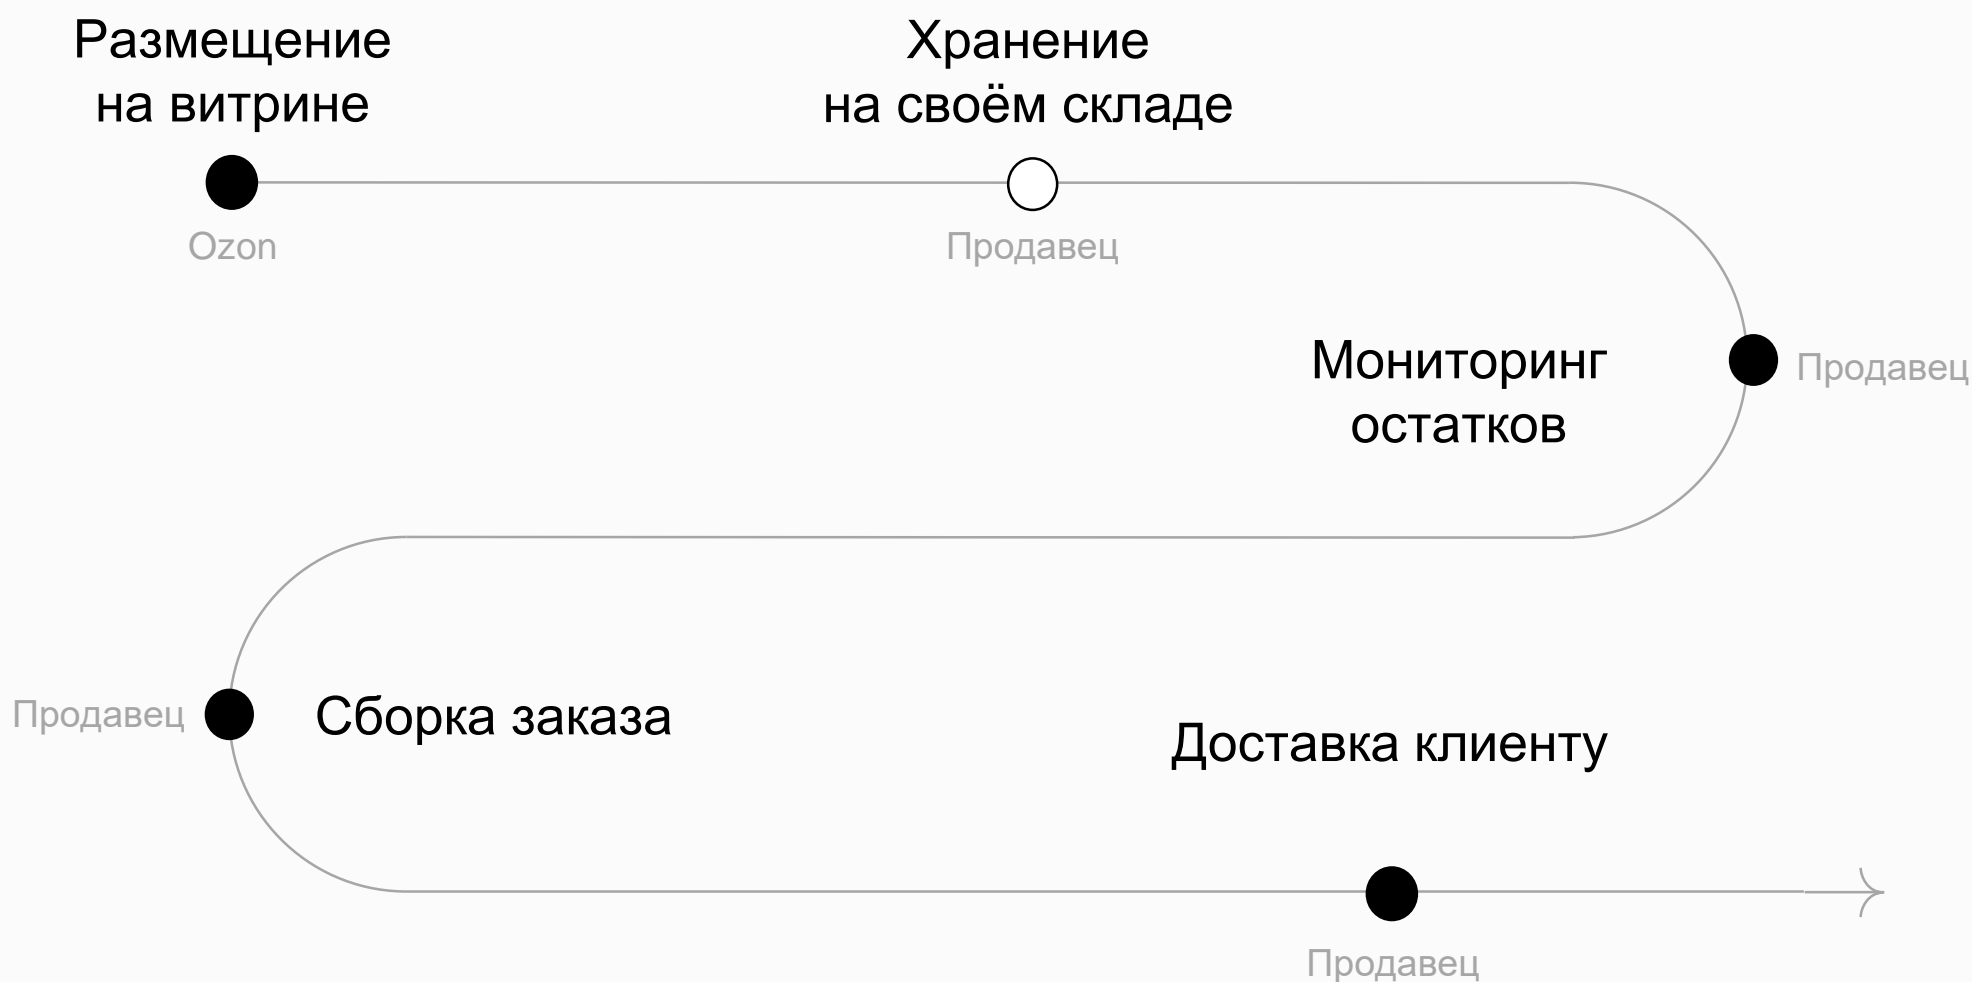 Размещение
на витрине
Ozon
Хранение
на своём складе
Продавец
Мониторинг
остатков
Продавец
Продавец
Сборка заказа
Доставка клиенту
Продавец